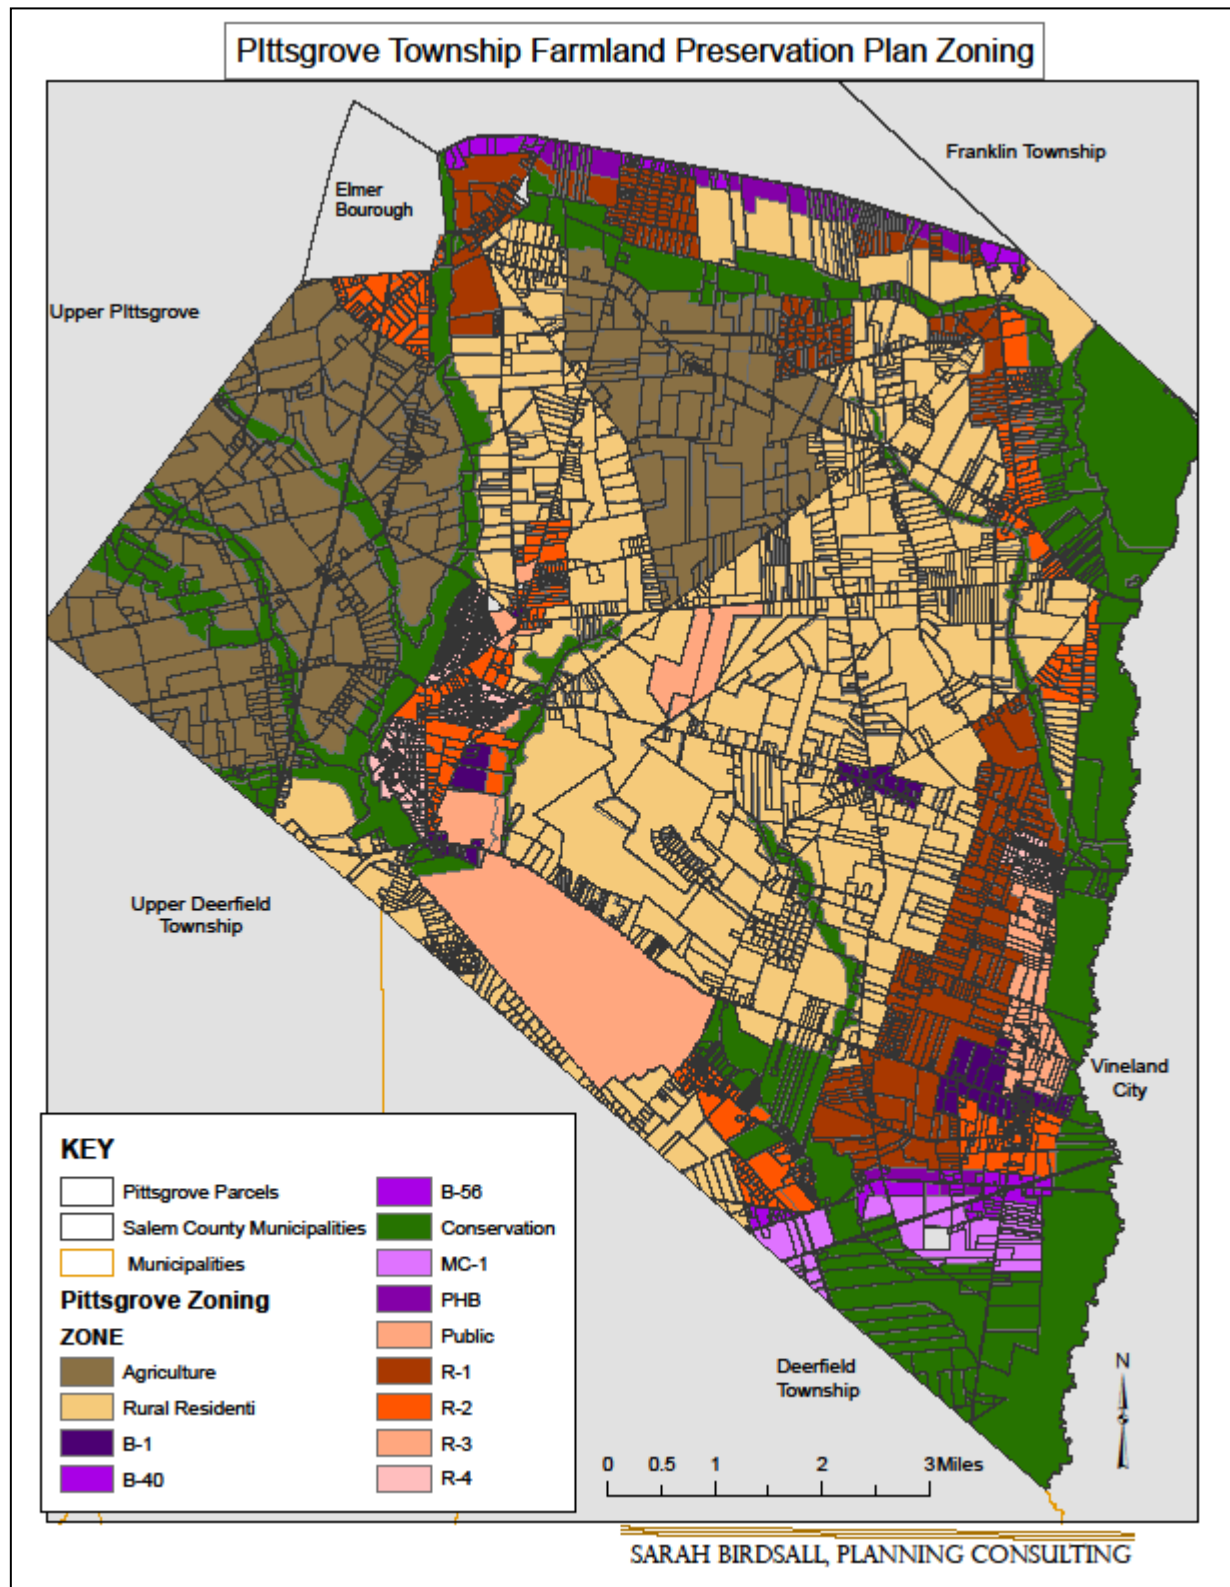 PIttsgrove Township Farmland Preservation Plan Zoning
Franklin Township
Elmer
Bourough
Upper PIttsgrove
Upper Deerfield
Township
Vineland
City
Deerfield
Township
N
0 0.5 1 2 3Miles
KEY
Pittsgrove Parcels
Salem County Municipalities
Municipalities
Pittsgrove Zoning
ZONE
Agriculture
Rural Residenti
B-1
B-40
B-56
Conservation
MC-1
PHB
Public
R-1
R-2
R-3
R-4
SARAH BIRDSALL, PLANNING CONSULTING